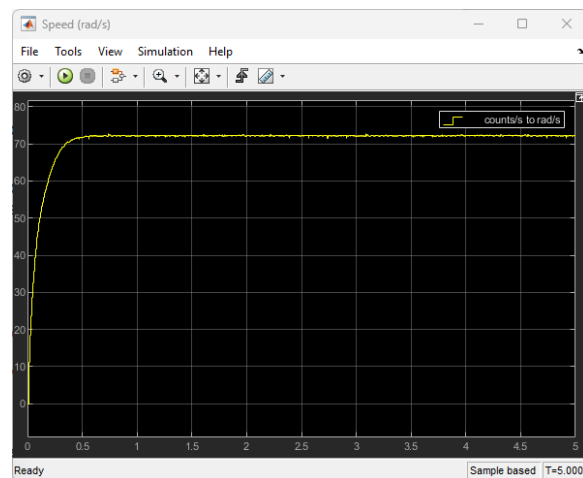 Speed (rad/s)
File Tools View Simulation Help
counts/s to rad/s
80
70
60
50
40
30
20
10
0
0 0.5 1 1.5 2 2.5 3 3.5 4 4.5 5
Ready Sample based T=5.000